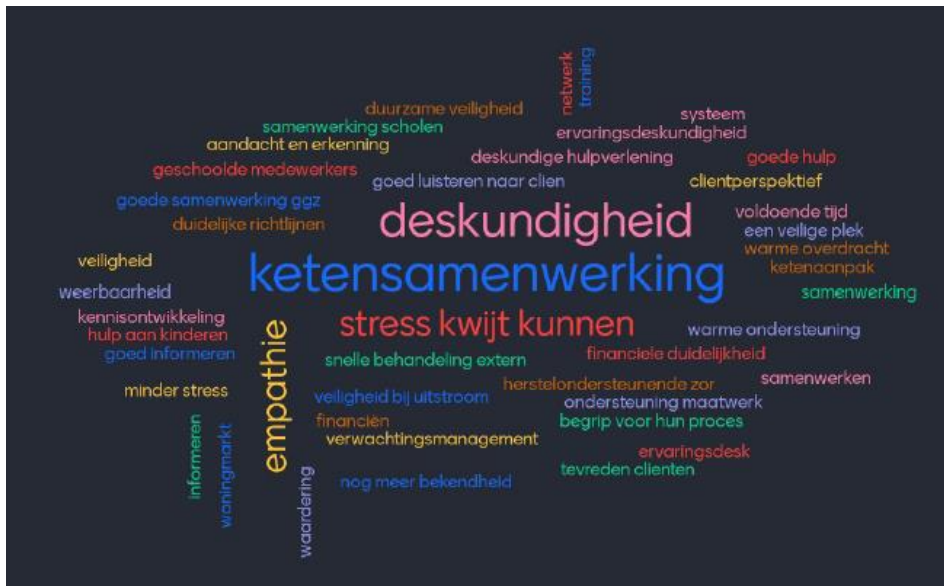 netwerk
training
duurzame veiligheid
systeem
samenwerking scholen
ervaringsdeskundigheid
aandacht en erkenning
deskundige hulpverlening
goede hulp
geschoolde medewerkers
goed luisteren naar clien
clientperspektief
goede samenwerking ggz
deskundigheid
voldoende tijd
duidelijke richtlijnen
een veilige plek
warme overdracht
veiligheid
ketensamenwerking
ketenaanpak
weerbaarheid
samenwerking
kennisontwikkeling
stress kwijt kunnen
warme ondersteuning
hulp aan kinderen
goed informeren
snelle behandeling extern
financiele duidelijkheid
empathie
samenwerken
minder stress
herstelondersteunende zor
veiligheid bij uitstroom
ondersteuning maatwerk
financiën
begrip voor hun proces
verwachtingsmanagement
informeren
woningmarkt
ervaringsdesk
tevreden clienten
waardering
nog meer bekendheid